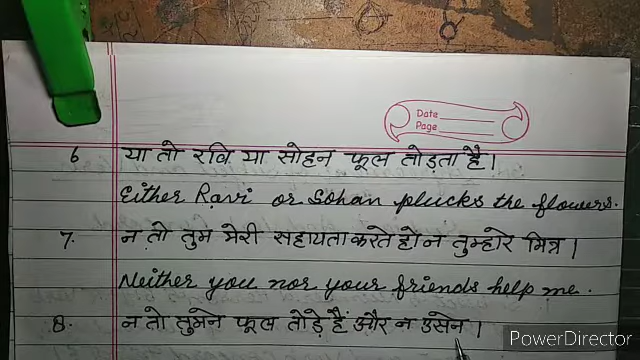 Date
Page
6 या तो रवि या सोहन फूल तोड़ता है।
Either Ravi or Sohan plucks the flowers.
7. न तो तुम मेरी सहायता करते हो न तुम्हारे मित्र।
Neither you nor your friends help me.
8. न तो तुमने फूल तोड़े हैं और न उसने।
PowerDirector